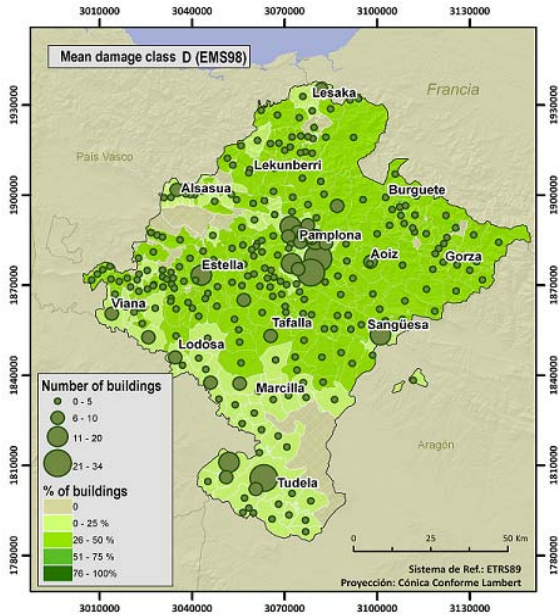 3010000 3040000 3070000 3100000 3130000
Mean damage class D (EMS98)
1930000 1930000
Lesaka
Francia
País Vasco
Lekunberri
Alsasua
Burguete
1900000 1900000
Pamplona
Aoiz
Gorza
Estella
1870000 1870000
Viana
Tafalla
Sangüesa
Lodosa
1840000 1840000
Marcilla
Number of buildings
0 - 5
6 - 10
11 - 20
21 - 34
Aragón
1810000 1810000
Tudela
% of buildings
0
0 - 25 %
26 - 50 %
51 - 75 %
76 - 100%
0 25 50 Km
Sistema de Ref.: ETRS89
Proyección: Cónica Conforme Lambert
1780000 1780000
3010000 3040000 3070000 3100000 3130000